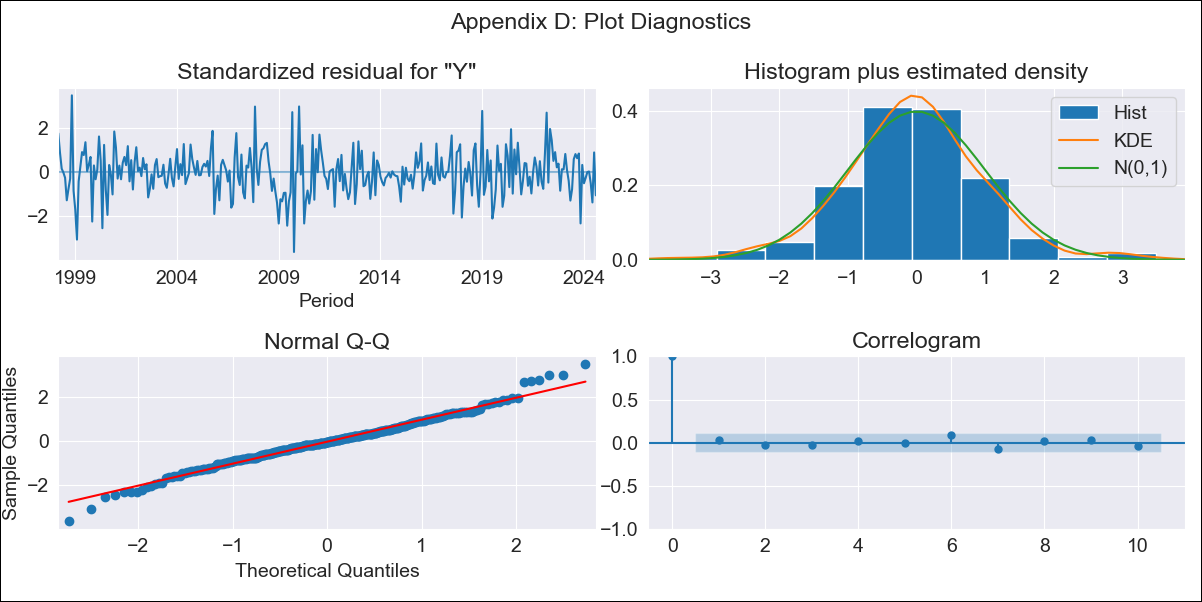 Appendix D: Plot Diagnostics
Standardized residual for "Y"
2
0
−2
1999 2004 2009 2014 2019 2024
Period
Histogram plus estimated density
0.4
0.2
0.0
−3 −2 −1 0 1 2 3
Hist
KDE
N(0,1)
Normal Q-Q
Sample Quantiles
2
0
−2
−2 −1 0 1 2
Theoretical Quantiles
Correlogram
1.0
0.5
0.0
−0.5
−1.0
0 2 4 6 8 10